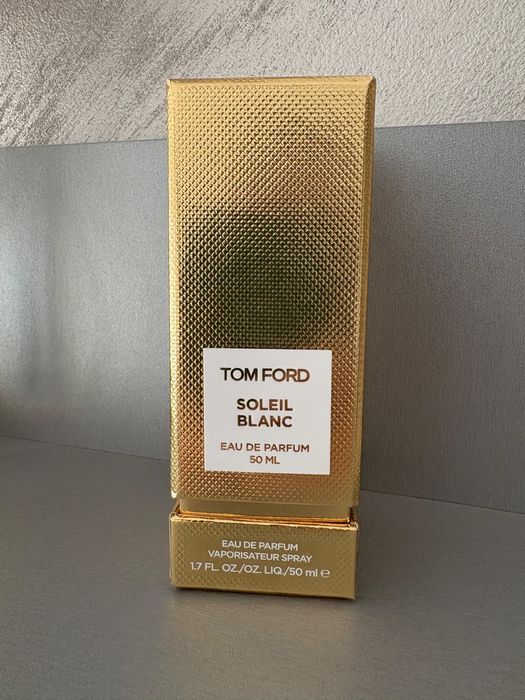 TOM FORD
SOLEIL
BLANC
EAU DE PARFUM
50 ML
EAU DE PARFUM
VAPORISATEUR SPRAY
1.7 FL. OZ./OZ. LIQ./50 ml ℮